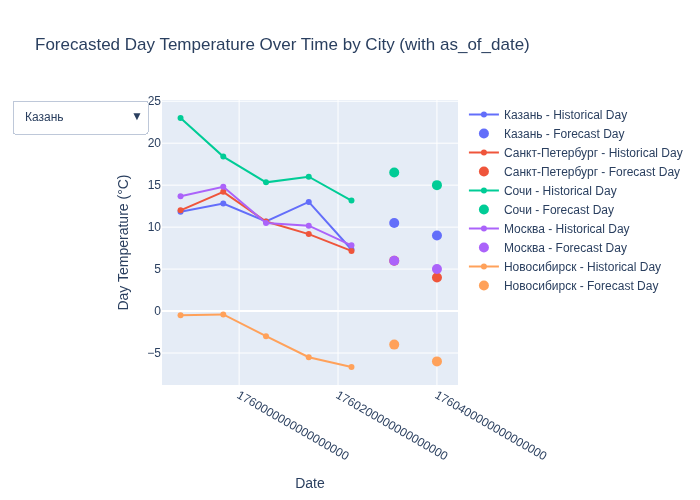 Forecasted Day Temperature Over Time by City (with as_of_date)
Казань ▼
25
20
15
10
5
0
−5
Day Temperature (°C)
1760000000000000000
1760200000000000000
1760400000000000000
Date
Казань - Historical Day
Казань - Forecast Day
Санкт-Петербург - Historical Day
Санкт-Петербург - Forecast Day
Сочи - Historical Day
Сочи - Forecast Day
Москва - Historical Day
Москва - Forecast Day
Новосибирск - Historical Day
Новосибирск - Forecast Day